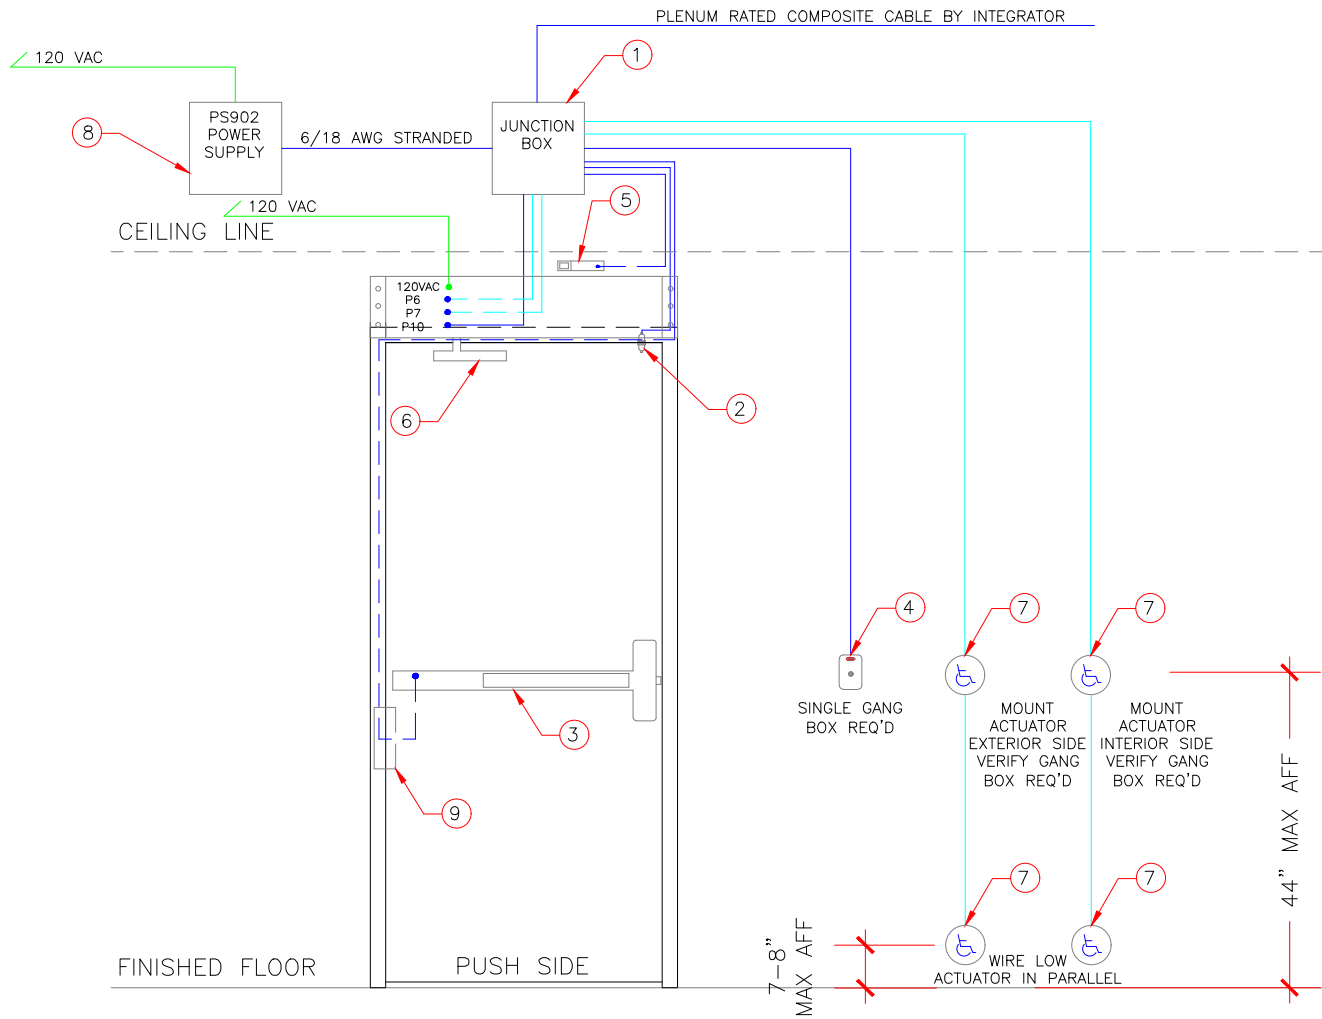 PLENUM RATED COMPOSITE CABLE BY INTEGRATOR
120 VAC
1
8
PS902
POWER
SUPPLY
6/18 AWG STRANDED
JUNCTION
BOX
120 VAC
5
CEILING LINE
120VAC
P6
P7
P10
6
2
4
7
7
SINGLE GANG
BOX REQ'D
MOUNT
ACTUATOR
EXTERIOR SIDE
VERIFY GANG
BOX REQ'D
MOUNT
ACTUATOR
INTERIOR SIDE
VERIFY GANG
BOX REQ'D
3
9
44" MAX AFF
7
7
7-8"
MAX AFF
WIRE LOW
ACTUATOR IN PARALLEL
FINISHED FLOOR
PUSH SIDE